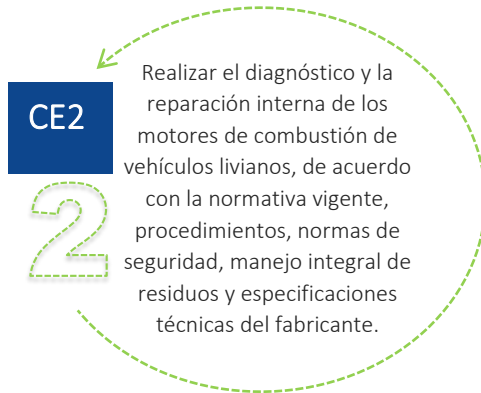 CE2
2
Realizar el diagnóstico y la
reparación interna de los
motores de combustión de
vehículos livianos, de acuerdo
con la normativa vigente,
procedimientos, normas de
seguridad, manejo integral de
residuos y especificaciones
técnicas del fabricante.